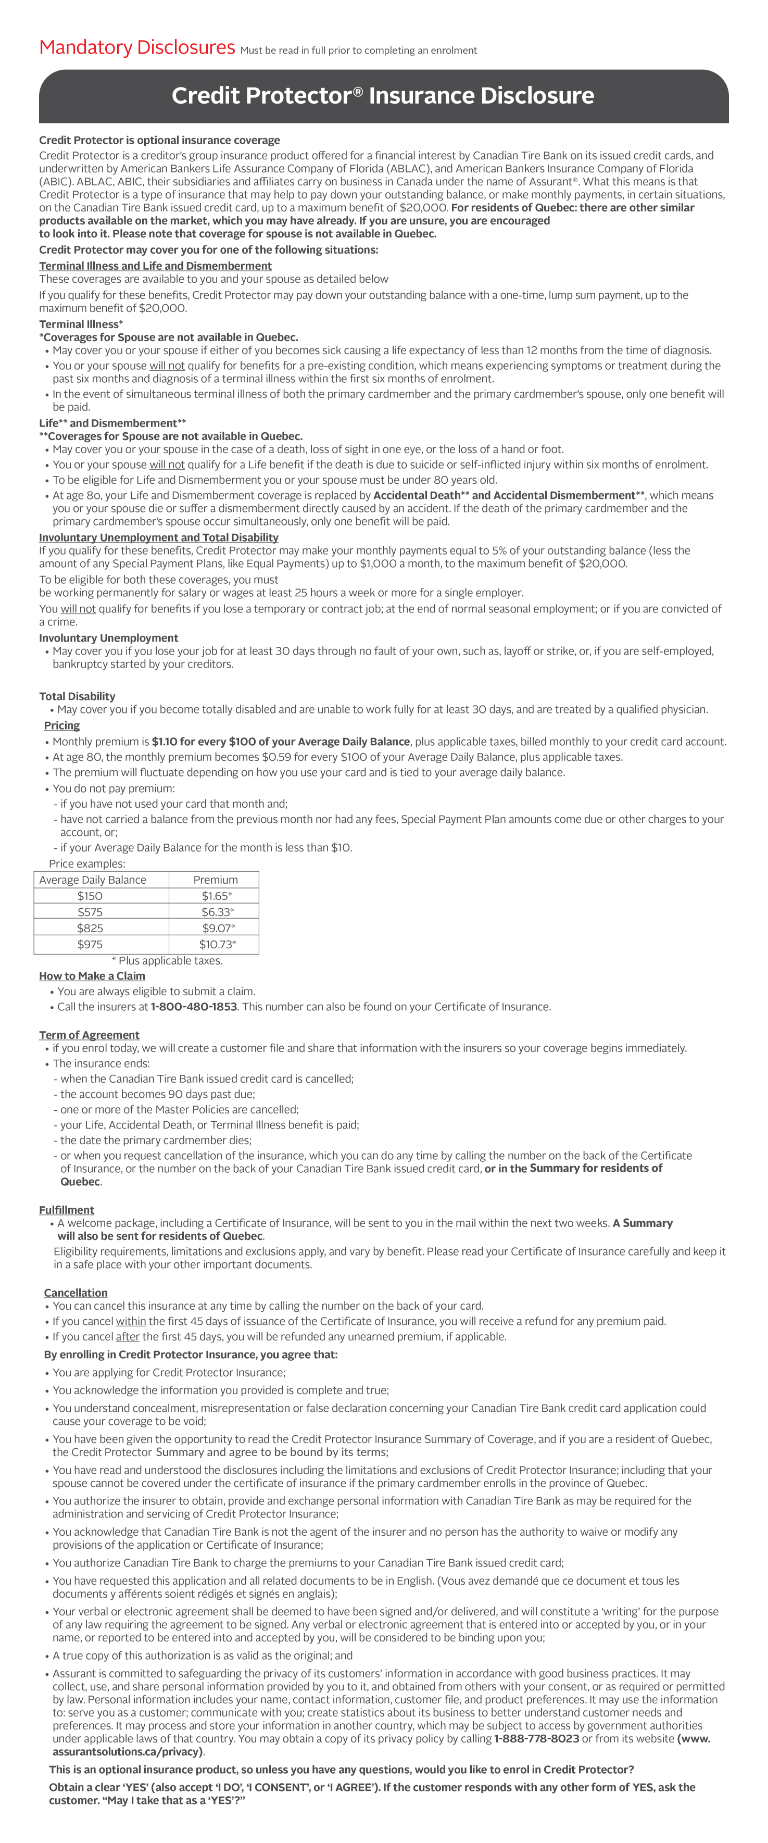 Mandatory Disclosures Must be read in full prior to completing an enrolment
Credit Protector® Insurance Disclosure
Credit Protector is optional insurance coverage
Credit Protector is a creditor's group insurance product offered for a financial interest by Canadian Tire Bank on its issued credit cards, and
underwritten by American Bankers Life Assurance Company of Florida (ABLAC), and American Bankers Insurance Company of Florida
(ABIC). ABLAC, ABIC, their subsidiaries and affiliates carry on business in Canada under the name of Assurant®. What this means is that
Credit Protector is a type of insurance that may help to pay down your outstanding balance, or make monthly payments, in certain situations,
on the Canadian Tire Bank issued credit card, up to a maximum benefit of $20,000. For residents of Quebec: there are other similar
products available on the market, which you may have already. If you are unsure, you are encouraged
to look into it. Please note that coverage for spouse is not available in Quebec.
Credit Protector may cover you for one of the following situations:
Terminal Illness and Life and Dismemberment
These coverages are available to you and your spouse as detailed below
If you qualify for these benefits, Credit Protector may pay down your outstanding balance with a one-time, lump sum payment, up to the
maximum benefit of $20,000.
Terminal Illness*
*Coverages for Spouse are not available in Quebec.
• May cover you or your spouse if either of you becomes sick causing a life expectancy of less than 12 months from the time of diagnosis.
• You or your spouse will not qualify for benefits for a pre-existing condition, which means experiencing symptoms or treatment during the
past six months and diagnosis of a terminal illness within the first six months of enrolment.
• In the event of simultaneous terminal illness of both the primary cardmember and the primary cardmember's spouse, only one benefit will
be paid.
Life** and Dismemberment**
**Coverages for Spouse are not available in Quebec.
• May cover you or your spouse in the case of a death, loss of sight in one eye, or the loss of a hand or foot.
• You or your spouse will not qualify for a Life benefit if the death is due to suicide or self-inflicted injury within six months of enrolment.
• To be eligible for Life and Dismemberment you or your spouse must be under 80 years old.
• At age 8o, your Life and Dismemberment coverage is replaced by Accidental Death** and Accidental Dismemberment**, which means
you or your spouse die or suffer a dismemberment directly caused by an accident. If the death of the primary cardmember and the
primary cardmember's spouse occur simultaneously, only one benefit will be paid.
Involuntary Unemployment and Total Disability
If you qualify for these benefits, Credit Protector may make your monthly payments equal to 5% of your outstanding balance (less the
amount of any Special Payment Plans, like Equal Payments) up to $1,000 a month, to the maximum benefit of $20,000.
To be eligible for both these coverages, you must
be working permanently for salary or wages at least 25 hours a week or more for a single employer.
You will not qualify for benefits if you lose a temporary or contract job; at the end of normal seasonal employment; or if you are convicted of
a crime.
Involuntary Unemployment
• May cover you if you lose your job for at least 30 days through no fault of your own, such as, layoff or strike, or, if you are self-employed,
bankruptcy started by your creditors.
Total Disability
• May cover you if you become totally disabled and are unable to work fully for at least 30 days, and are treated by a qualified physician.
Pricing
• Monthly premium is $1.10 for every $100 of your Average Daily Balance, plus applicable taxes, billed monthly to your credit card account.
• At age 80, the monthly premium becomes $0.59 for every $100 of your Average Daily Balance, plus applicable taxes.
• The premium will fluctuate depending on how you use your card and is tied to your average daily balance.
• You do not pay premium:
- if you have not used your card that month and;
- have not carried a balance from the previous month nor had any fees, Special Payment Plan amounts come due or other charges to your
account, or;
- if your Average Daily Balance for the month is less than $10.
Price examples:
Average Daily Balance Premium
$150 $1.65*
$575 $6.33*
$825 $9.07*
$975 $10.73*
* Plus applicable taxes.
How to Make a Claim
• You are always eligible to submit a claim.
• Call the insurers at 1-800-480-1853. This number can also be found on your Certificate of Insurance.
Term of Agreement
• if you enrol today, we will create a customer file and share that information with the insurers so your coverage begins immediately.
• The insurance ends:
- when the Canadian Tire Bank issued credit card is cancelled;
- the account becomes 90 days past due;
- one or more of the Master Policies are cancelled;
- your Life, Accidental Death, or Terminal Illness benefit is paid;
- the date the primary cardmember dies;
- or when you request cancellation of the insurance, which you can do any time by calling the number on the back of the Certificate
of Insurance, or the number on the back of your Canadian Tire Bank issued credit card, or in the Summary for residents of
Quebec.
Fulfillment
• A welcome package, including a Certificate of Insurance, will be sent to you in the mail within the next two weeks. A Summary
will also be sent for residents of Quebec.
Eligibility requirements, limitations and exclusions apply, and vary by benefit. Please read your Certificate of Insurance carefully and keep it
in a safe place with your other important documents.
Cancellation
• You can cancel this insurance at any time by calling the number on the back of your card.
• If you cancel within the first 45 days of issuance of the Certificate of Insurance, you will receive a refund for any premium paid.
• If you cancel after the first 45 days, you will be refunded any unearned premium, if applicable.
By enrolling in Credit Protector Insurance, you agree that:
• You are applying for Credit Protector Insurance;
• You acknowledge the information you provided is complete and true;
• You understand concealment, misrepresentation or false declaration concerning your Canadian Tire Bank credit card application could
cause your coverage to be void;
• You have been given the opportunity to read the Credit Protector Insurance Summary of Coverage, and if you are a resident of Quebec,
the Credit Protector Summary and agree to be bound by its terms;
• You have read and understood the disclosures including the limitations and exclusions of Credit Protector Insurance; including that your
spouse cannot be covered under the certificate of insurance if the primary cardmember enrolls in the province of Quebec.
• You authorize the insurer to obtain, provide and exchange personal information with Canadian Tire Bank as may be required for the
administration and servicing of Credit Protector Insurance;
• You acknowledge that Canadian Tire Bank is not the agent of the insurer and no person has the authority to waive or modify any
provisions of the application or Certificate of Insurance;
• You authorize Canadian Tire Bank to charge the premiums to your Canadian Tire Bank issued credit card;
• You have requested this application and all related documents to be in English. (Vous avez demandé que ce document et tous les
documents y afférents soient rédigés et signés en anglais);
• Your verbal or electronic agreement shall be deemed to have been signed and/or delivered, and will constitute a 'writing' for the purpose
of any law requiring the agreement to be signed. Any verbal or electronic agreement that is entered into or accepted by you, or in your
name, or reported to be entered into and accepted by you, will be considered to be binding upon you;
• A true copy of this authorization is as valid as the original; and
• Assurant is committed to safeguarding the privacy of its customers' information in accordance with good business practices. It may
collect, use, and share personal information provided by you to it, and obtained from others with your consent, or as required or permitted
by law. Personal information includes your name, contact information, customer file, and product preferences. It may use the information
to: serve you as a customer; communicate with you; create statistics about its business to better understand customer needs and
preferences. It may process and store your information in another country, which may be subject to access by government authorities
under applicable laws of that country. You may obtain a copy of its privacy policy by calling 1-888-778-8023 or from its website (www.
assurantsolutions.ca/privacy).
This is an optional insurance product, so unless you have any questions, would you like to enrol in Credit Protector?
Obtain a clear 'YES' (also accept 'I DO', 'I CONSENT', or 'I AGREE'). If the customer responds with any other form of YES, ask the
customer. "May I take that as a 'YES'?"